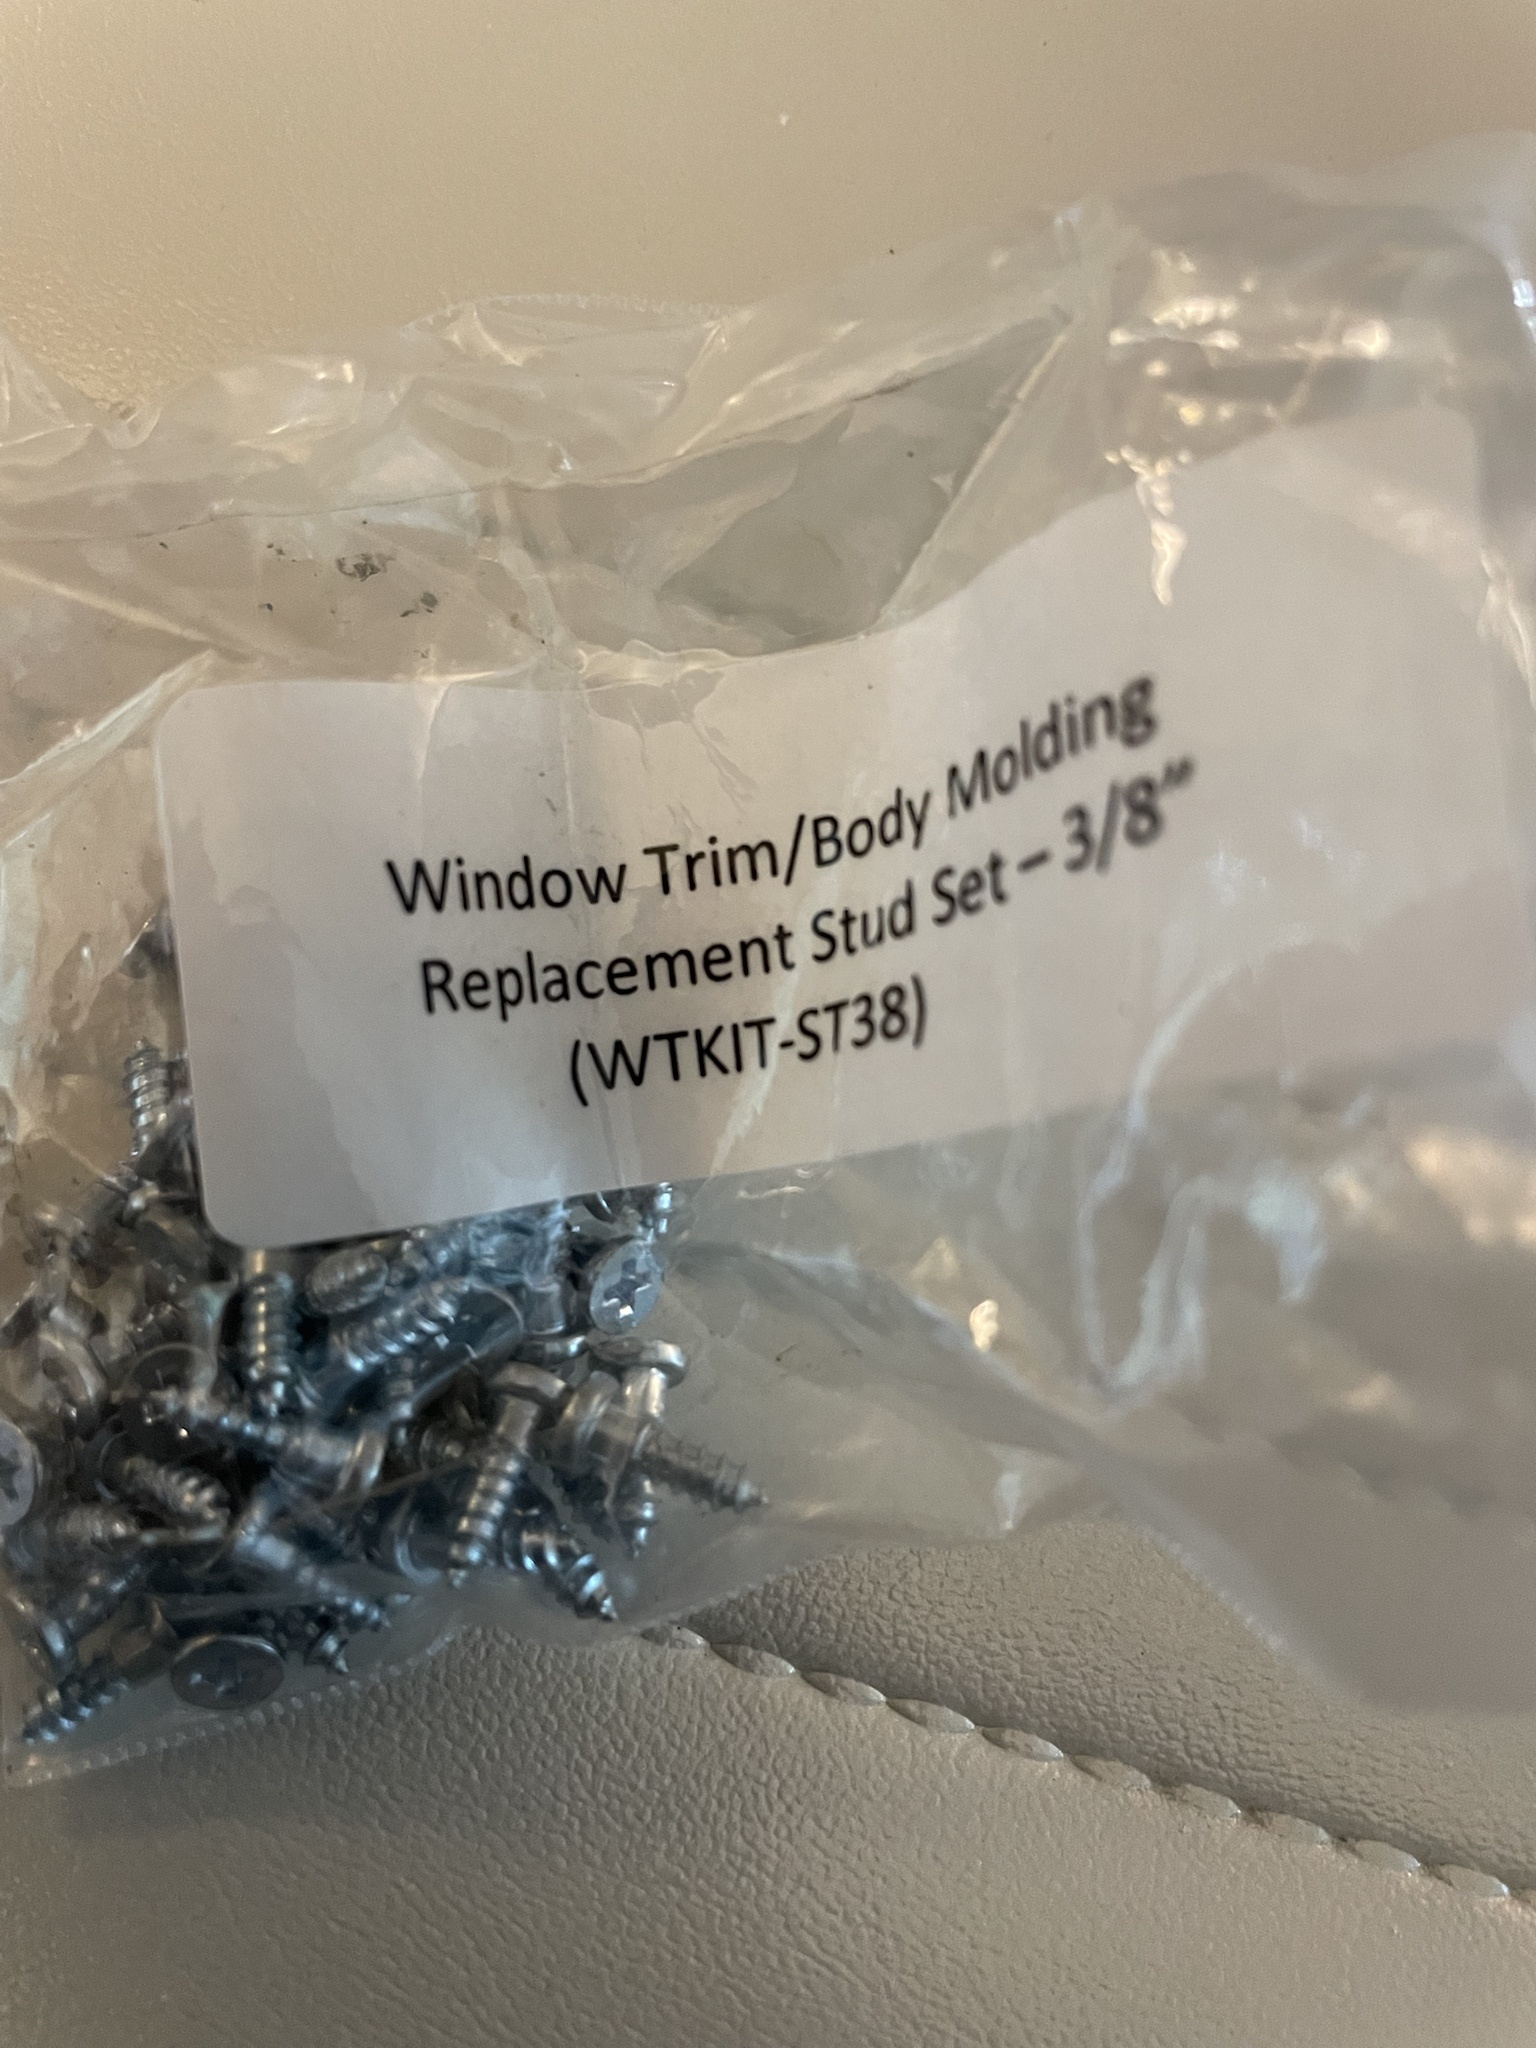 Window Trim/Body Molding
Replacement Stud Set – 3/8”
(WTKIT-ST38)